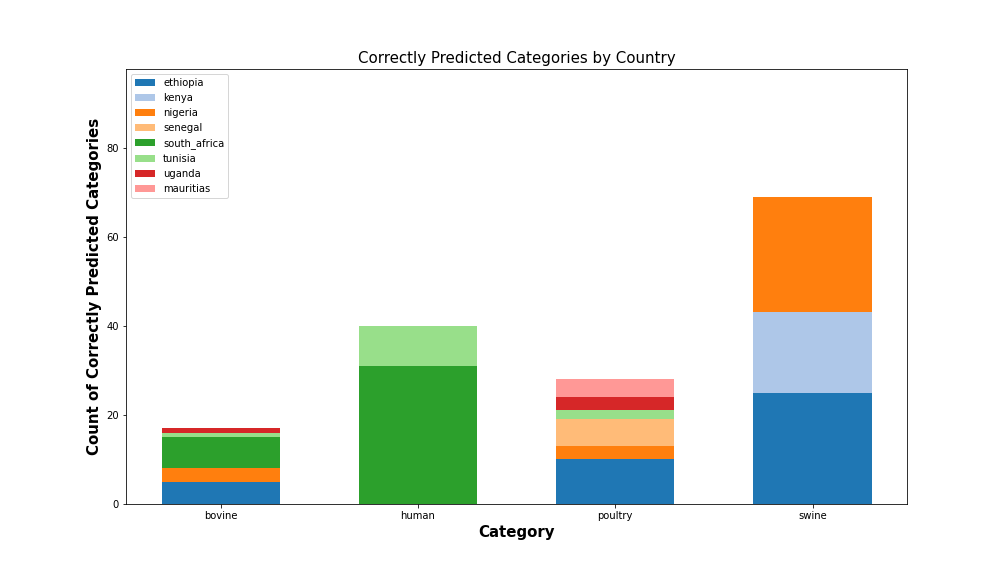 Correctly Predicted Categories by Country
ethiopia
kenya
nigeria
senegal
south_africa
tunisia
uganda
mauritias
Count of Correctly Predicted Categories
80
60
40
20
0
bovine human poultry swine
Category